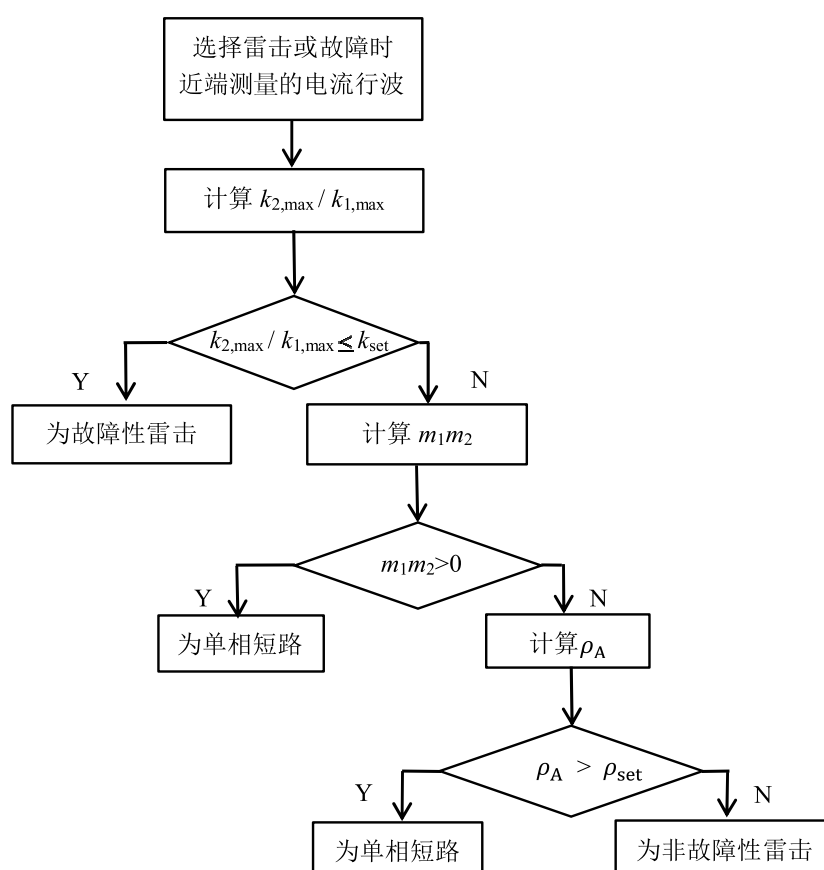 选择雷击或故障时
近端测量的电流行波
计算 k2,max / k1,max
k2,max / k1,max ≤ kset
Y
N
为故障性雷击
计算 m1m2
m1m2>0
Y
N
为单相短路
计算ρA
ρA > ρset
Y
N
为单相短路
为非故障性雷击